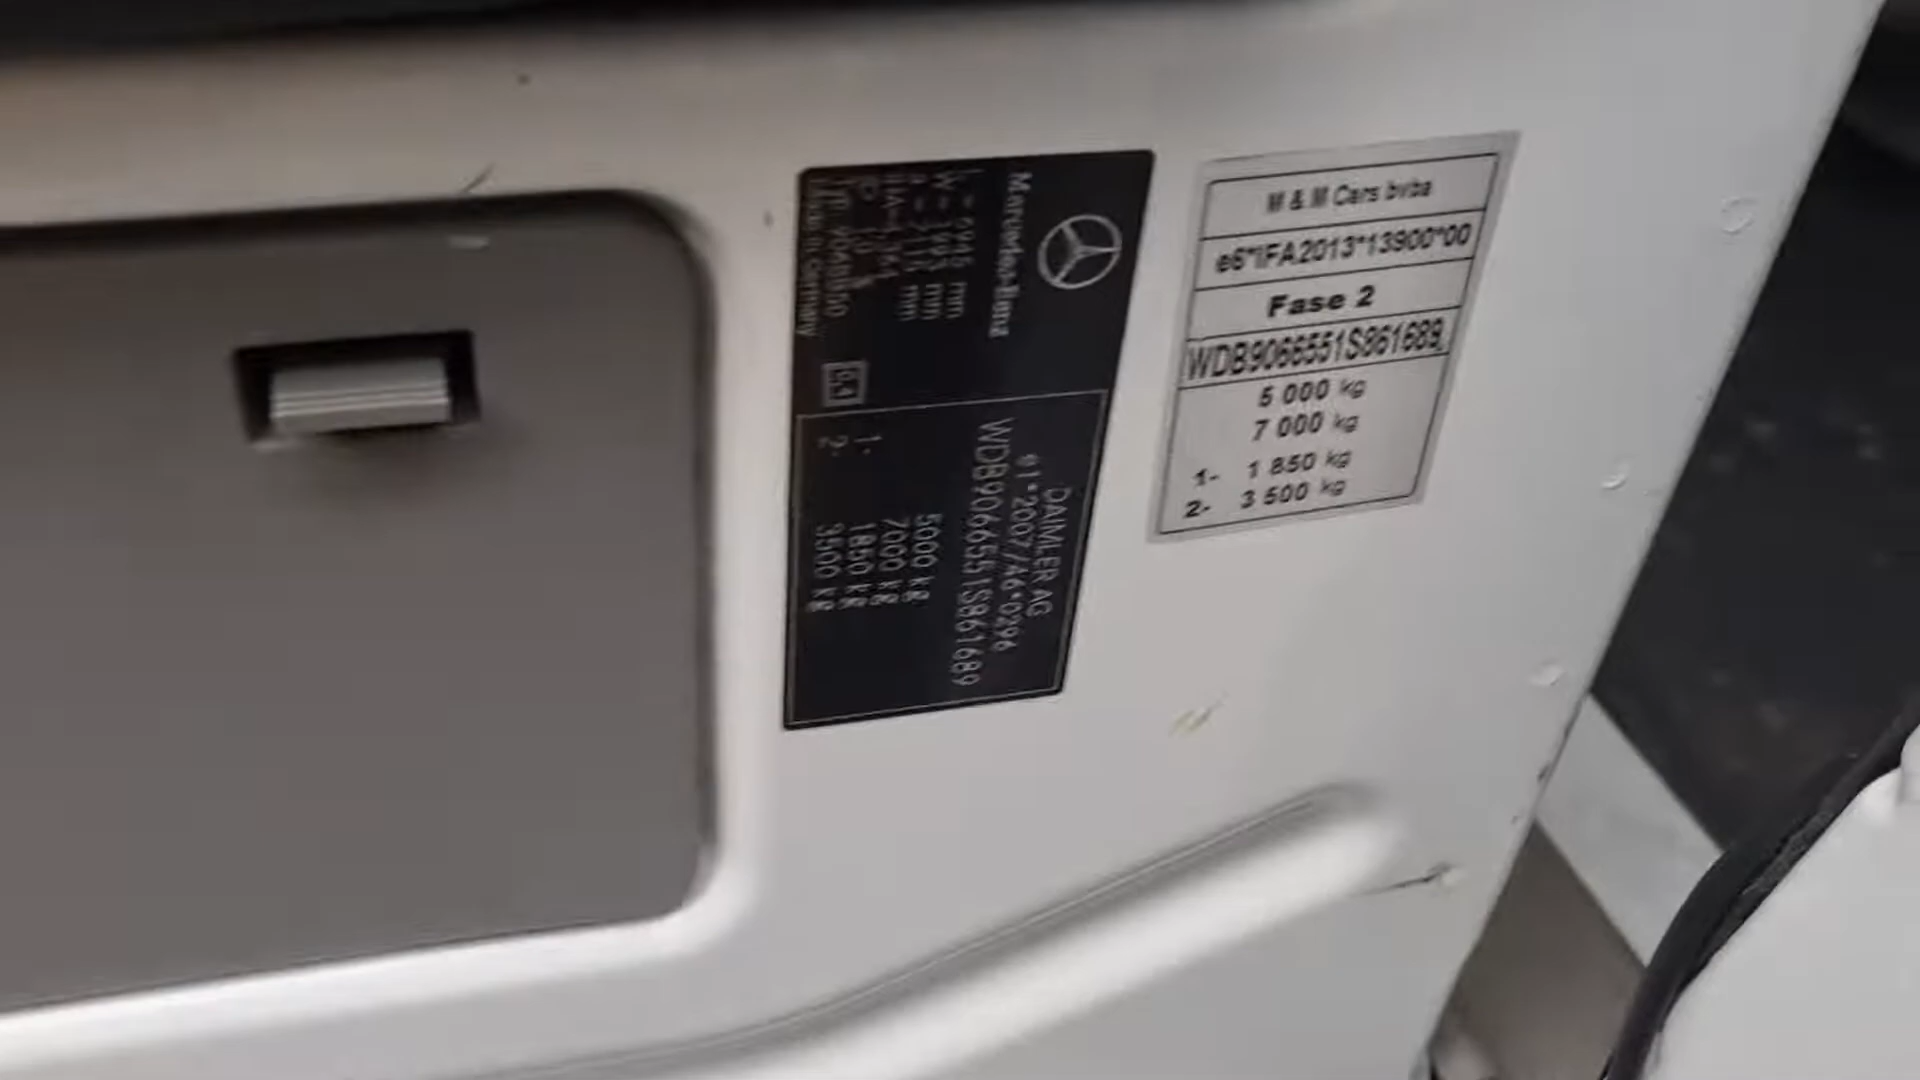 Mercedes-Benz
Made in Germany
DAIMLER AG
e1*2007/46*0296
WDB9066551S861689
5000 kg
7000 kg
1- 1850 kg
2- 3500 kg
M & M Cars bvba
e6*IFA2013*13900*00
Fase 2
WDB9066551S861689
5 000 kg
7 000 kg
1- 1 850 kg
2- 3 500 kg